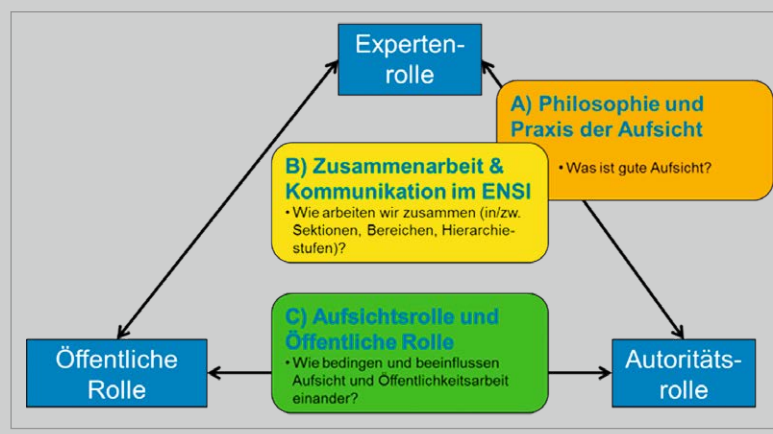 Experten-
rolle
A) Philosophie und
Praxis der Aufsicht
• Was ist gute Aufsicht?
B) Zusammenarbeit &
Kommunikation im ENSI
• Wie arbeiten wir zusammen (in/zw.
Sektionen, Bereichen, Hierarchie-
stufen)?
C) Aufsichtsrolle und
Öffentliche Rolle
• Wie bedingen und beeinflussen
Aufsicht und Öffentlichkeitsarbeit
einander?
Öffentliche
Rolle
Autoritäts-
rolle